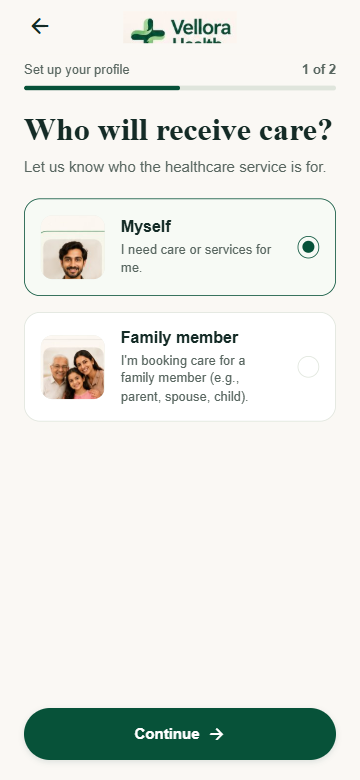 Vellora
Health
Set up your profile
1 of 2
Who will receive care?
Let us know who the healthcare service is for.
Myself
I need care or services for
me.
Family member
I'm booking care for a
family member (e.g.,
parent, spouse, child).
Continue →